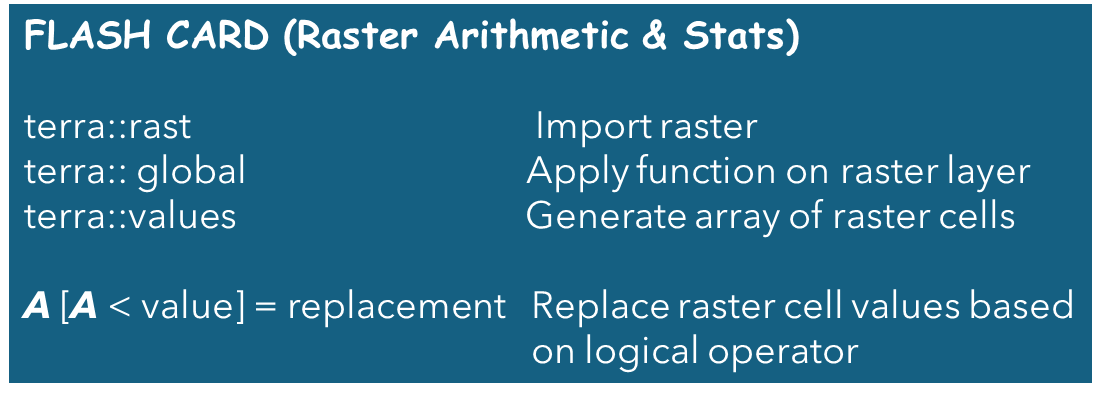 FLASH CARD (Raster Arithmetic & Stats)
terra::rast Import raster
terra:: global Apply function on raster layer
terra::values Generate array of raster cells
A [A < value] = replacement Replace raster cell values based
on logical operator